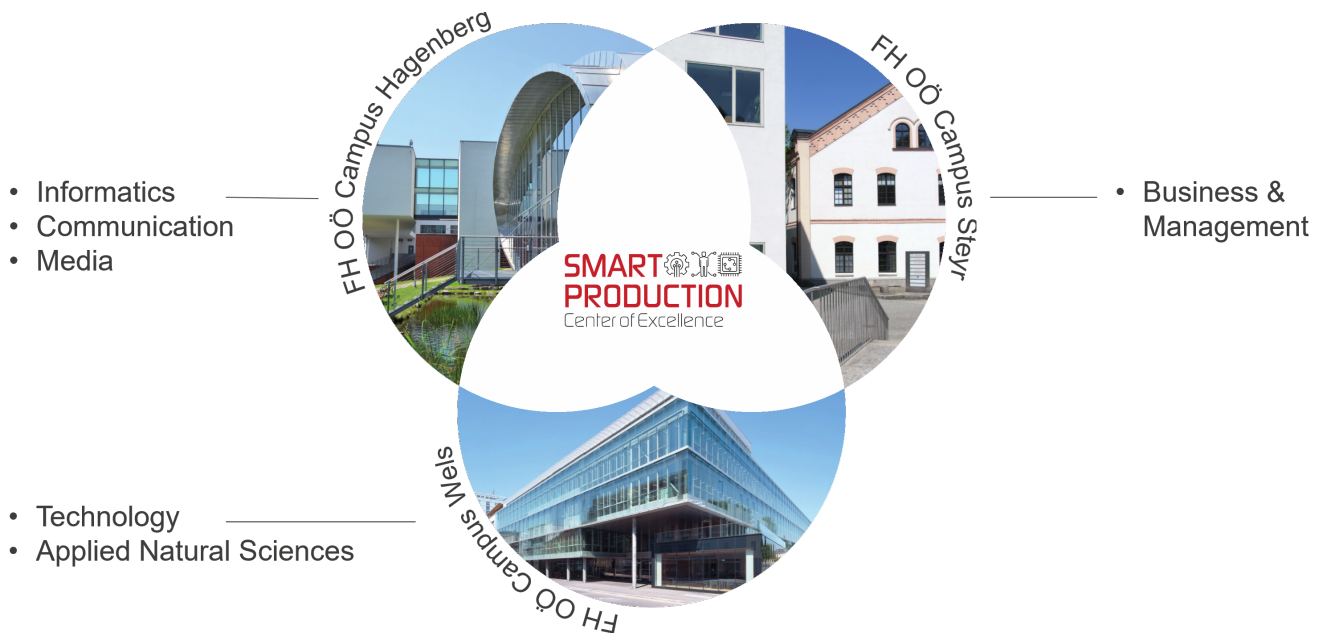 FH OÖ Campus Hagenberg
FH OÖ Campus Steyr
• Informatics
• Communication
• Media
• Business &
Management
SMART
PRODUCTION
Center of Excellence
• Technology
• Applied Natural Sciences
FH OÖ Campus Wels